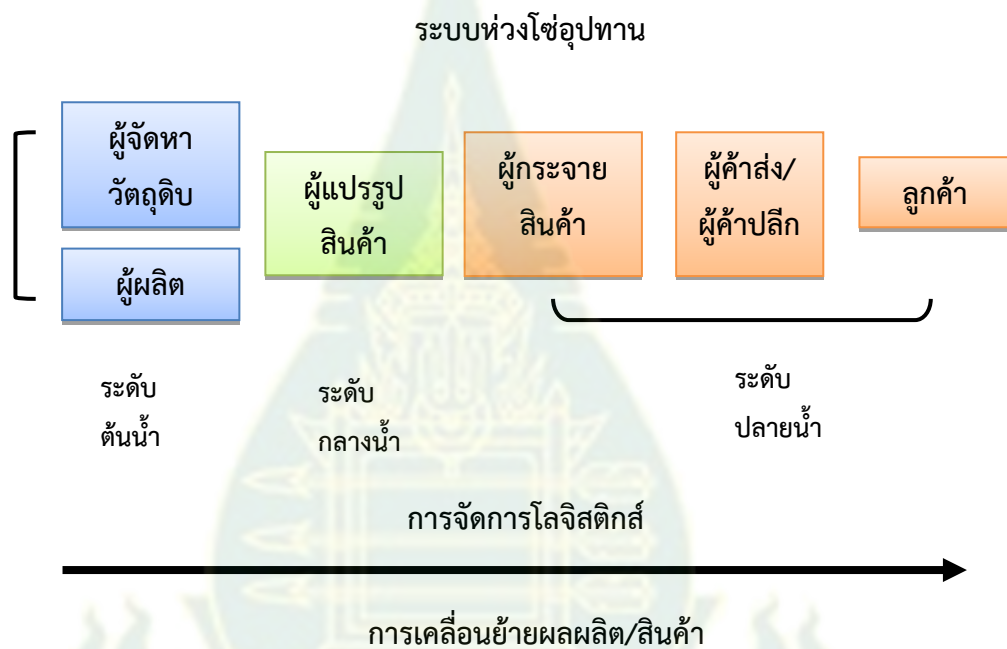 ระบบห่วงโซ่อุปทาน
ผู้จัดหา
วัตถุดิบ
ผู้ผลิต
ผู้แปรรูป
สินค้า
ผู้กระจาย
สินค้า
ผู้ค้าส่ง/
ผู้ค้าปลีก
ลูกค้า
ระดับ
ต้นน้ำ
ระดับ
กลางน้ำ
ระดับ
ปลายน้ำ
การจัดการโลจิสติกส์
การเคลื่อนย้ายผลผลิต/สินค้า